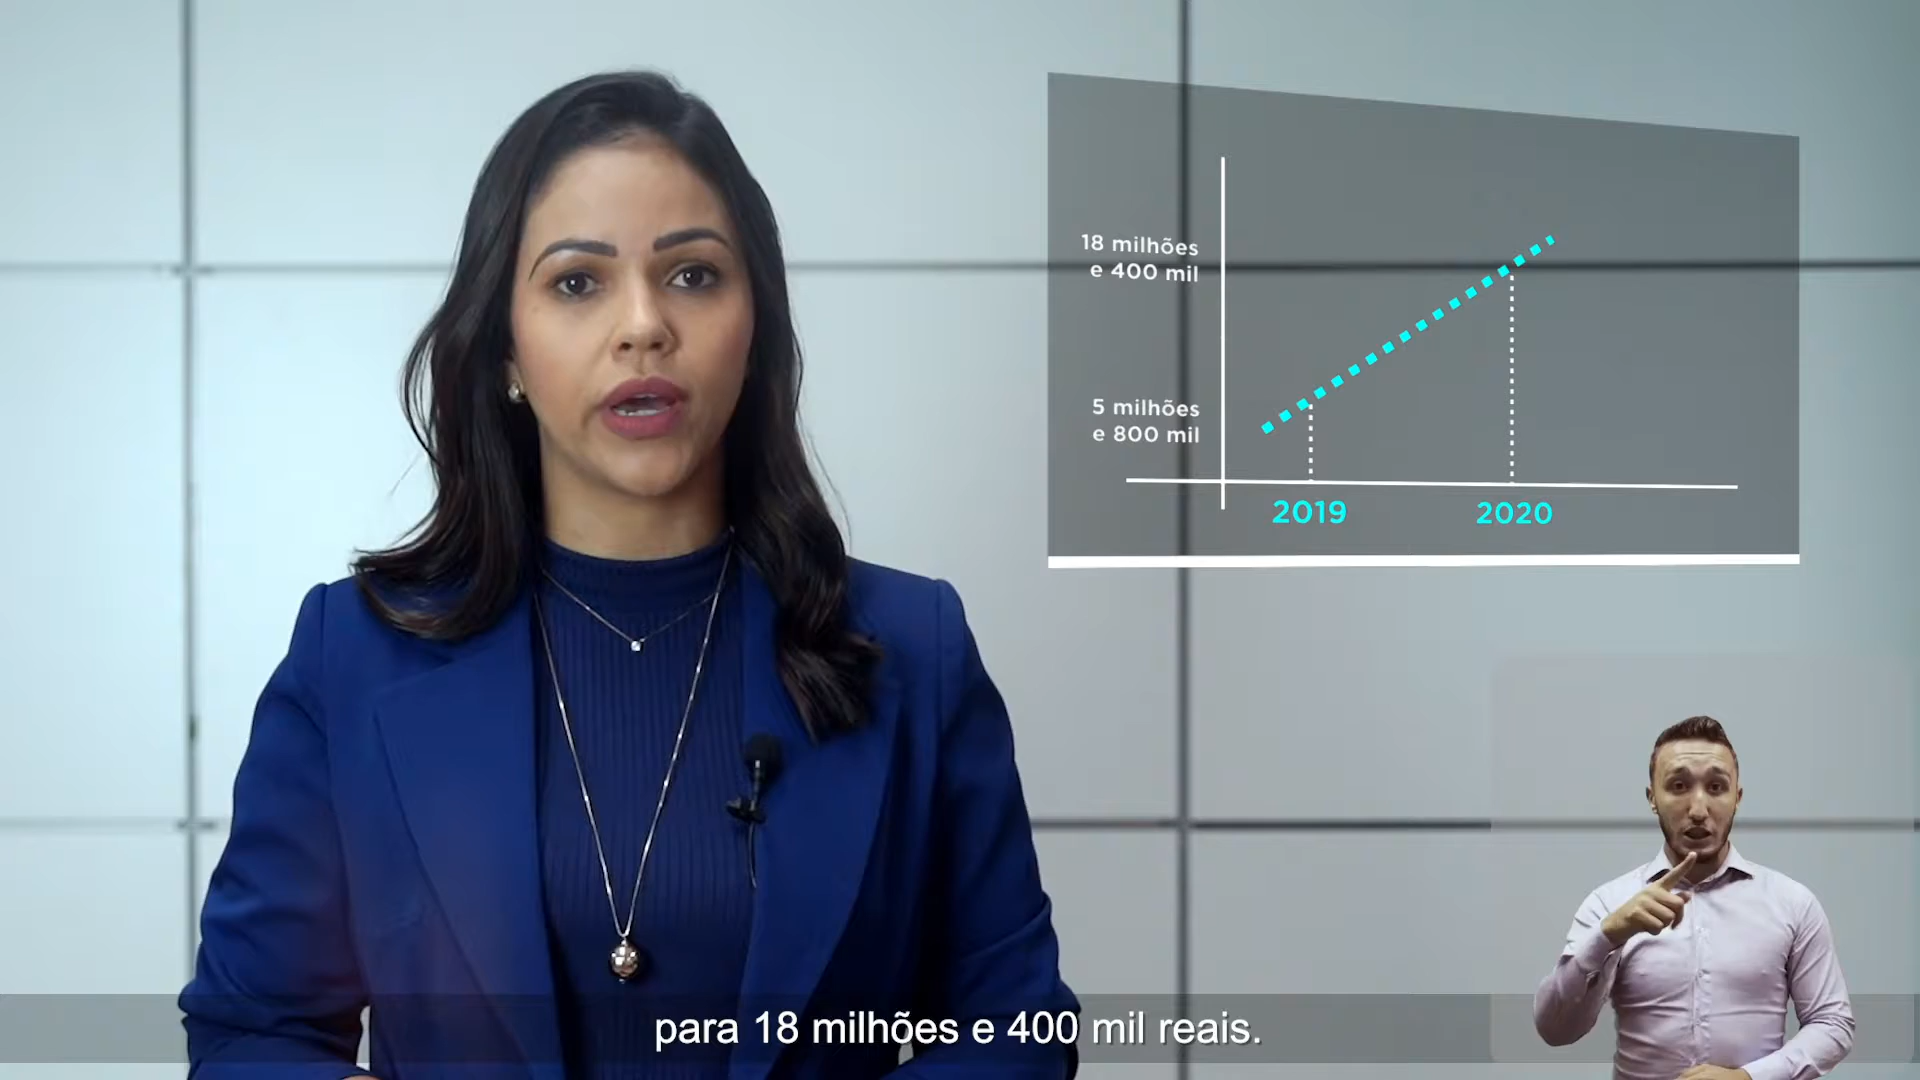 18 milhões
e 400 mil
5 milhões
e 800 mil
2019
2020
para 18 milhões e 400 mil reais.